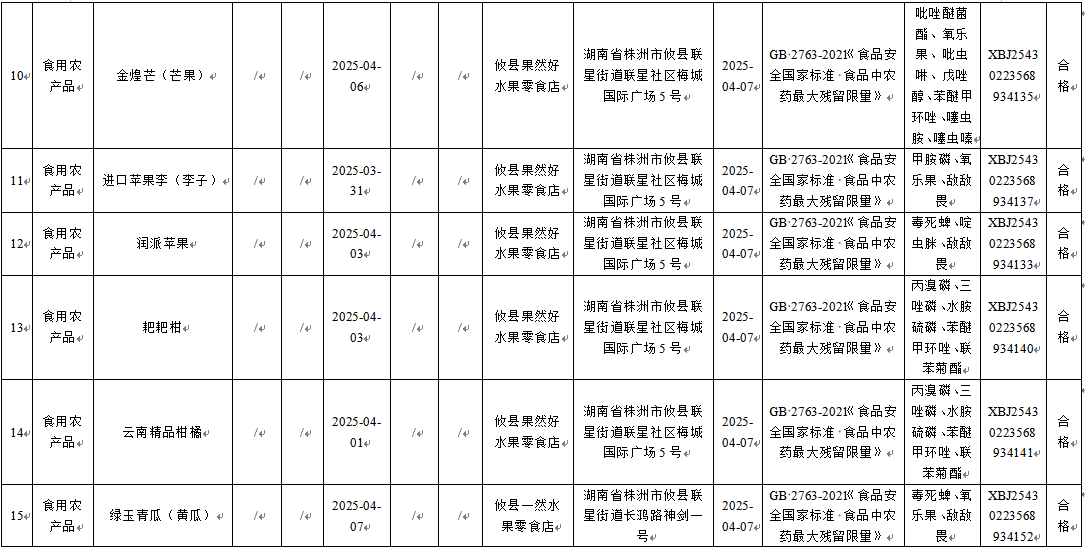 10 食用农产品 金煌芒（芒果） / / 2025-04-06 / / 攸县果然好水果零食店 湖南省株洲市攸县联星街道联星社区梅城国际广场 5 号 2025-04-07 GB 2763-2021《食品安全国家标准 食品中农药最大残留限量》 吡唑醚菌酯、氧乐果、吡虫啉、戊唑醇、苯醚甲环唑、噻虫胺、噻虫嗪 XBJ25430223568934135 合格
11 食用农产品 进口苹果李（李子） / / 2025-03-31 / / 攸县果然好水果零食店 湖南省株洲市攸县联星街道联星社区梅城国际广场 5 号 2025-04-07 GB 2763-2021《食品安全国家标准 食品中农药最大残留限量》 甲胺磷、氧乐果、敌敌畏 XBJ25430223568934137 合格
12 食用农产品 润派苹果 / / 2025-04-03 / / 攸县果然好水果零食店 湖南省株洲市攸县联星街道联星社区梅城国际广场 5 号 2025-04-07 GB 2763-2021《食品安全国家标准 食品中农药最大残留限量》 毒死蜱、啶虫脒、敌敌畏 XBJ25430223568934133 合格
13 食用农产品 耙耙柑 / / 2025-04-03 / / 攸县果然好水果零食店 湖南省株洲市攸县联星街道联星社区梅城国际广场 5 号 2025-04-07 GB 2763-2021《食品安全国家标准 食品中农药最大残留限量》 丙溴磷、三唑磷、水胺硫磷、苯醚甲环唑、联苯菊酯 XBJ25430223568934140 合格
14 食用农产品 云南精品柑橘 / / 2025-04-01 / / 攸县果然好水果零食店 湖南省株洲市攸县联星街道联星社区梅城国际广场 5 号 2025-04-07 GB 2763-2021《食品安全国家标准 食品中农药最大残留限量》 丙溴磷、三唑磷、水胺硫磷、苯醚甲环唑、联苯菊酯 XBJ25430223568934141 合格
15 食用农产品 绿玉青瓜（黄瓜） / / 2025-04-07 / / 攸县一然水果零食店 湖南省株洲市攸县联星街道长鸿路神剑一号 2025-04-07 GB 2763-2021《食品安全国家标准 食品中农药最大残留限量》 毒死蜱、氧乐果、敌敌畏 XBJ25430223568934152 合格